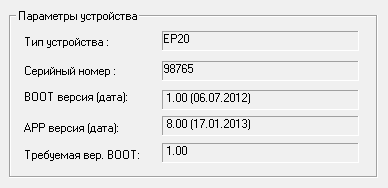 Параметры устройства
Тип устройства : EP20
Серийный номер : 98765
BOOT версия (дата): 1.00 (06.07.2012)
APP версия (дата): 8.00 (17.01.2013)
Требуемая вер. BOOT: 1.00